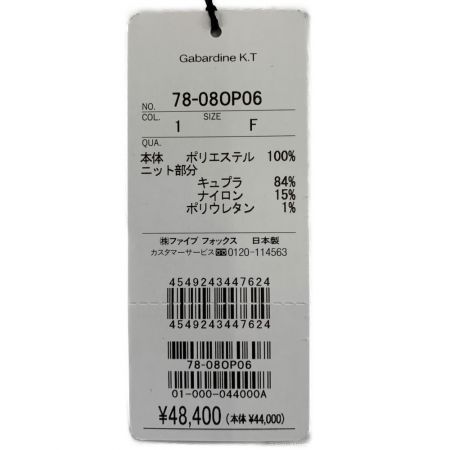 Gabardine K.T
NO. 78-08OP06
COL. 1 SIZE F
QUA.
本体 ポリエステル 100%
ニット部分
キュプラ 84%
ナイロン 15%
ポリウレタン 1%
㈱ファイブ フォックス 日本製
カスタマーサービス 0120-114563
4549243447624
4549243447624
78-08OP06
01-000-044000A
¥48,400 (本体 ¥44,000)